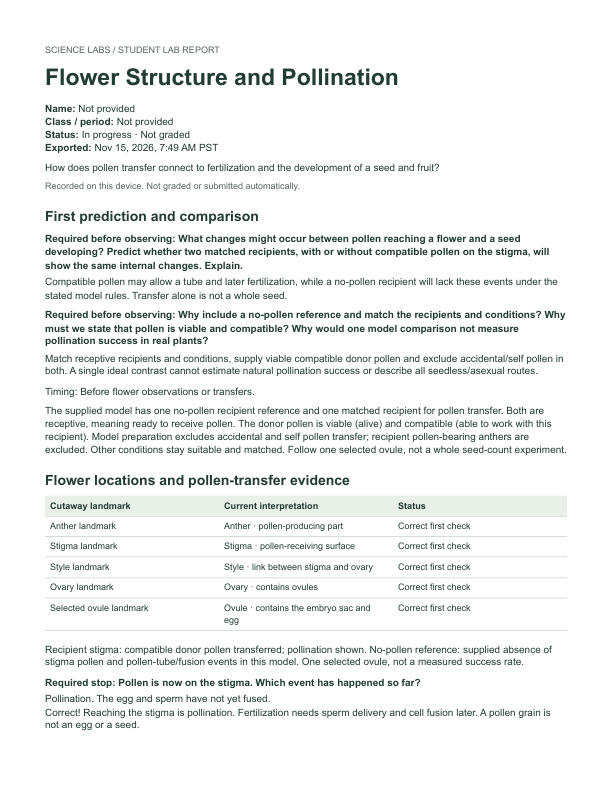 SCIENCE LABS / STUDENT LAB REPORT
Flower Structure and Pollination
Name: Not provided
Class / period: Not provided
Status: In progress · Not graded
Exported: Nov 15, 2026, 7:49 AM PST
How does pollen transfer connect to fertilization and the development of a seed and fruit?
Recorded on this device. Not graded or submitted automatically.
First prediction and comparison
Required before observing: What changes might occur between pollen reaching a flower and a seed
developing? Predict whether two matched recipients, with or without compatible pollen on the stigma, will
show the same internal changes. Explain.
Compatible pollen may allow a tube and later fertilization, while a no-pollen recipient will lack these events under the
stated model rules. Transfer alone is not a whole seed.
Required before observing: Why include a no-pollen reference and match the recipients and conditions? Why
must we state that pollen is viable and compatible? Why would one model comparison not measure
pollination success in real plants?
Match receptive recipients and conditions, supply viable compatible donor pollen and exclude accidental/self pollen in
both. A single ideal contrast cannot estimate natural pollination success or describe all seedless/asexual routes.
Timing: Before flower observations or transfers.
The supplied model has one no-pollen recipient reference and one matched recipient for pollen transfer. Both are
receptive, meaning ready to receive pollen. The donor pollen is viable (alive) and compatible (able to work with this
recipient). Model preparation excludes accidental and self pollen transfer; recipient pollen-bearing anthers are
excluded. Other conditions stay suitable and matched. Follow one selected ovule, not a whole seed-count experiment.
Flower locations and pollen-transfer evidence
Cutaway landmark Current interpretation Status
Anther landmark Anther · pollen-producing part Correct first check
Stigma landmark Stigma · pollen-receiving surface Correct first check
Style landmark Style · link between stigma and ovary Correct first check
Ovary landmark Ovary · contains ovules Correct first check
Selected ovule landmark Ovule · contains the embryo sac and Correct first check
egg
Recipient stigma: compatible donor pollen transferred; pollination shown. No-pollen reference: supplied absence of
stigma pollen and pollen-tube/fusion events in this model. One selected ovule, not a measured success rate.
Required stop: Pollen is now on the stigma. Which event has happened so far?
Pollination. The egg and sperm have not yet fused.
Correct! Reaching the stigma is pollination. Fertilization needs sperm delivery and cell fusion later. A pollen grain is
not an egg or a seed.